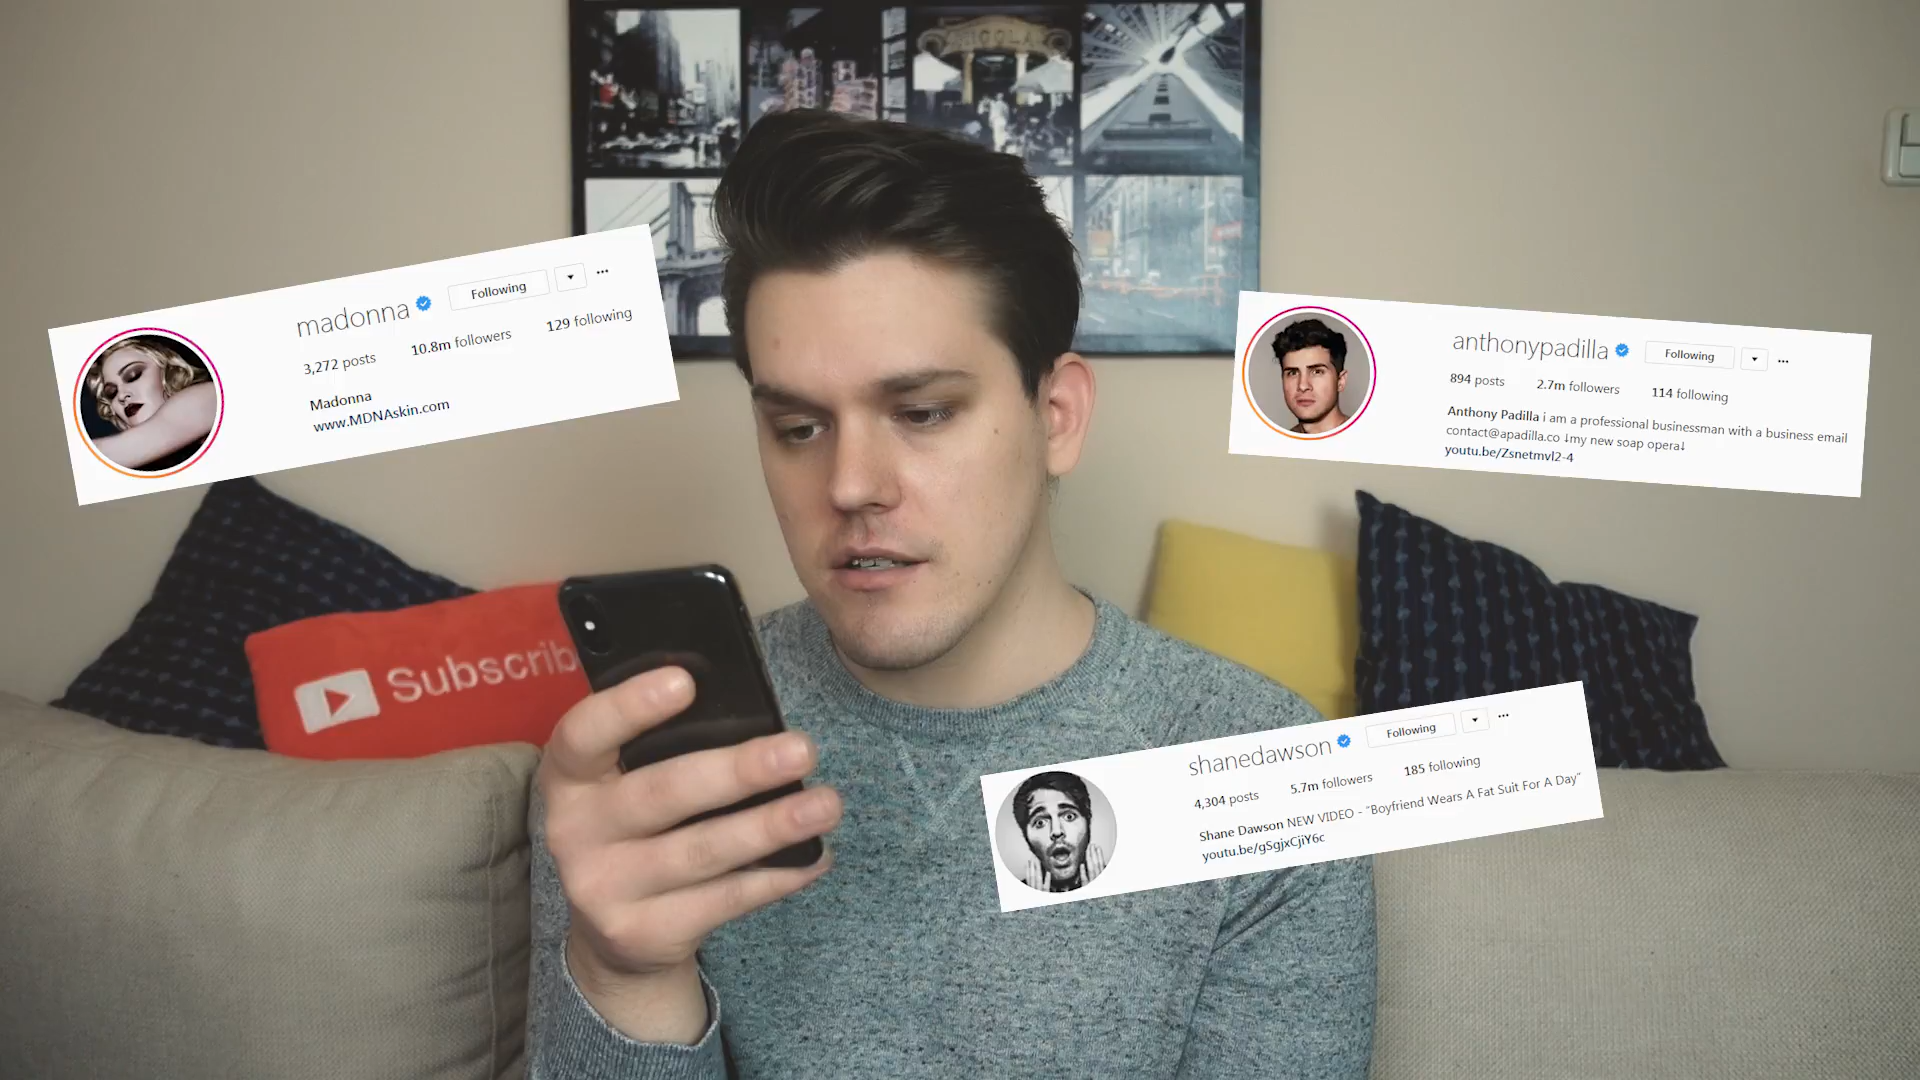 NICOLA
madonna Following
3,272 posts 10.8m followers 129 following
Madonna
www.MDNAskin.com
anthonypadilla Following
894 posts 2.7m followers 114 following
Anthony Padilla i am a professional businessman with a business email
contact@apadilla.co ↓my new soap opera↓
youtu.be/Zsnetmvl2-4
Subscrib
shanedawson Following
4,304 posts 5.7m followers 185 following
Shane Dawson NEW VIDEO - "Boyfriend Wears A Fat Suit For A Day"
youtu.be/gSgjxCjiY6c